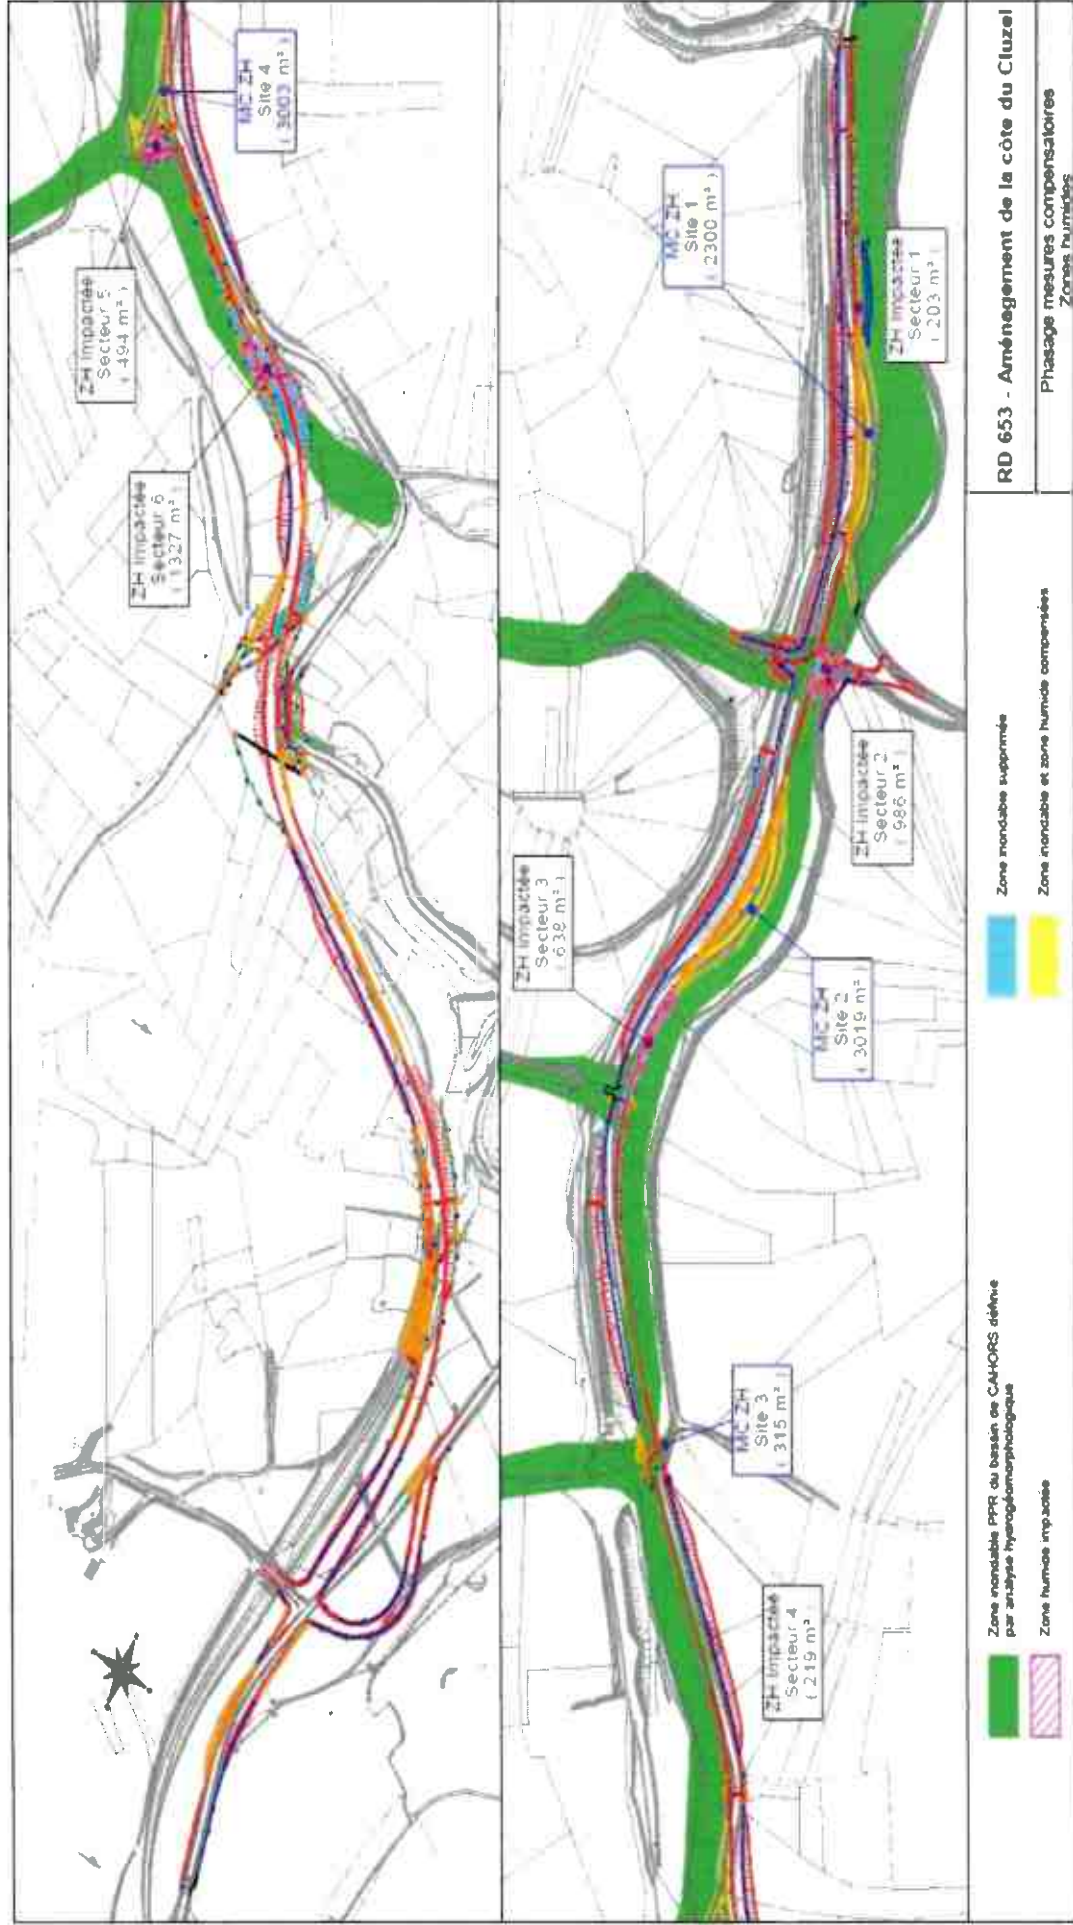 MC ZH
Site 4
( 3003 m² )
ZH impactée
Secteur 5
( 494 m² )
ZH impactée
Secteur 6
( 1327 m² )
MC ZH
Site 1
( 2300 m² )
ZH impactée
Secteur 1
( 203 m² )
ZH impactée
Secteur 2
( 986 m² )
ZH impactée
Secteur 3
( 638 m² )
MC ZH
Site 2
( 3019 m² )
MC ZH
Site 3
( 315 m² )
ZH impactée
Secteur 4
( 219 m² )
RD 653 - Aménagement de la côte du Cluzel
Phasage mesures compensatoires
Zones humides
Zone inondable PPR du bassin de CAHORS définie
par analyse hydrogéomorphologique
Zone humide impactée
Zone inondable supprimée
Zone inondable et zone humide compensées